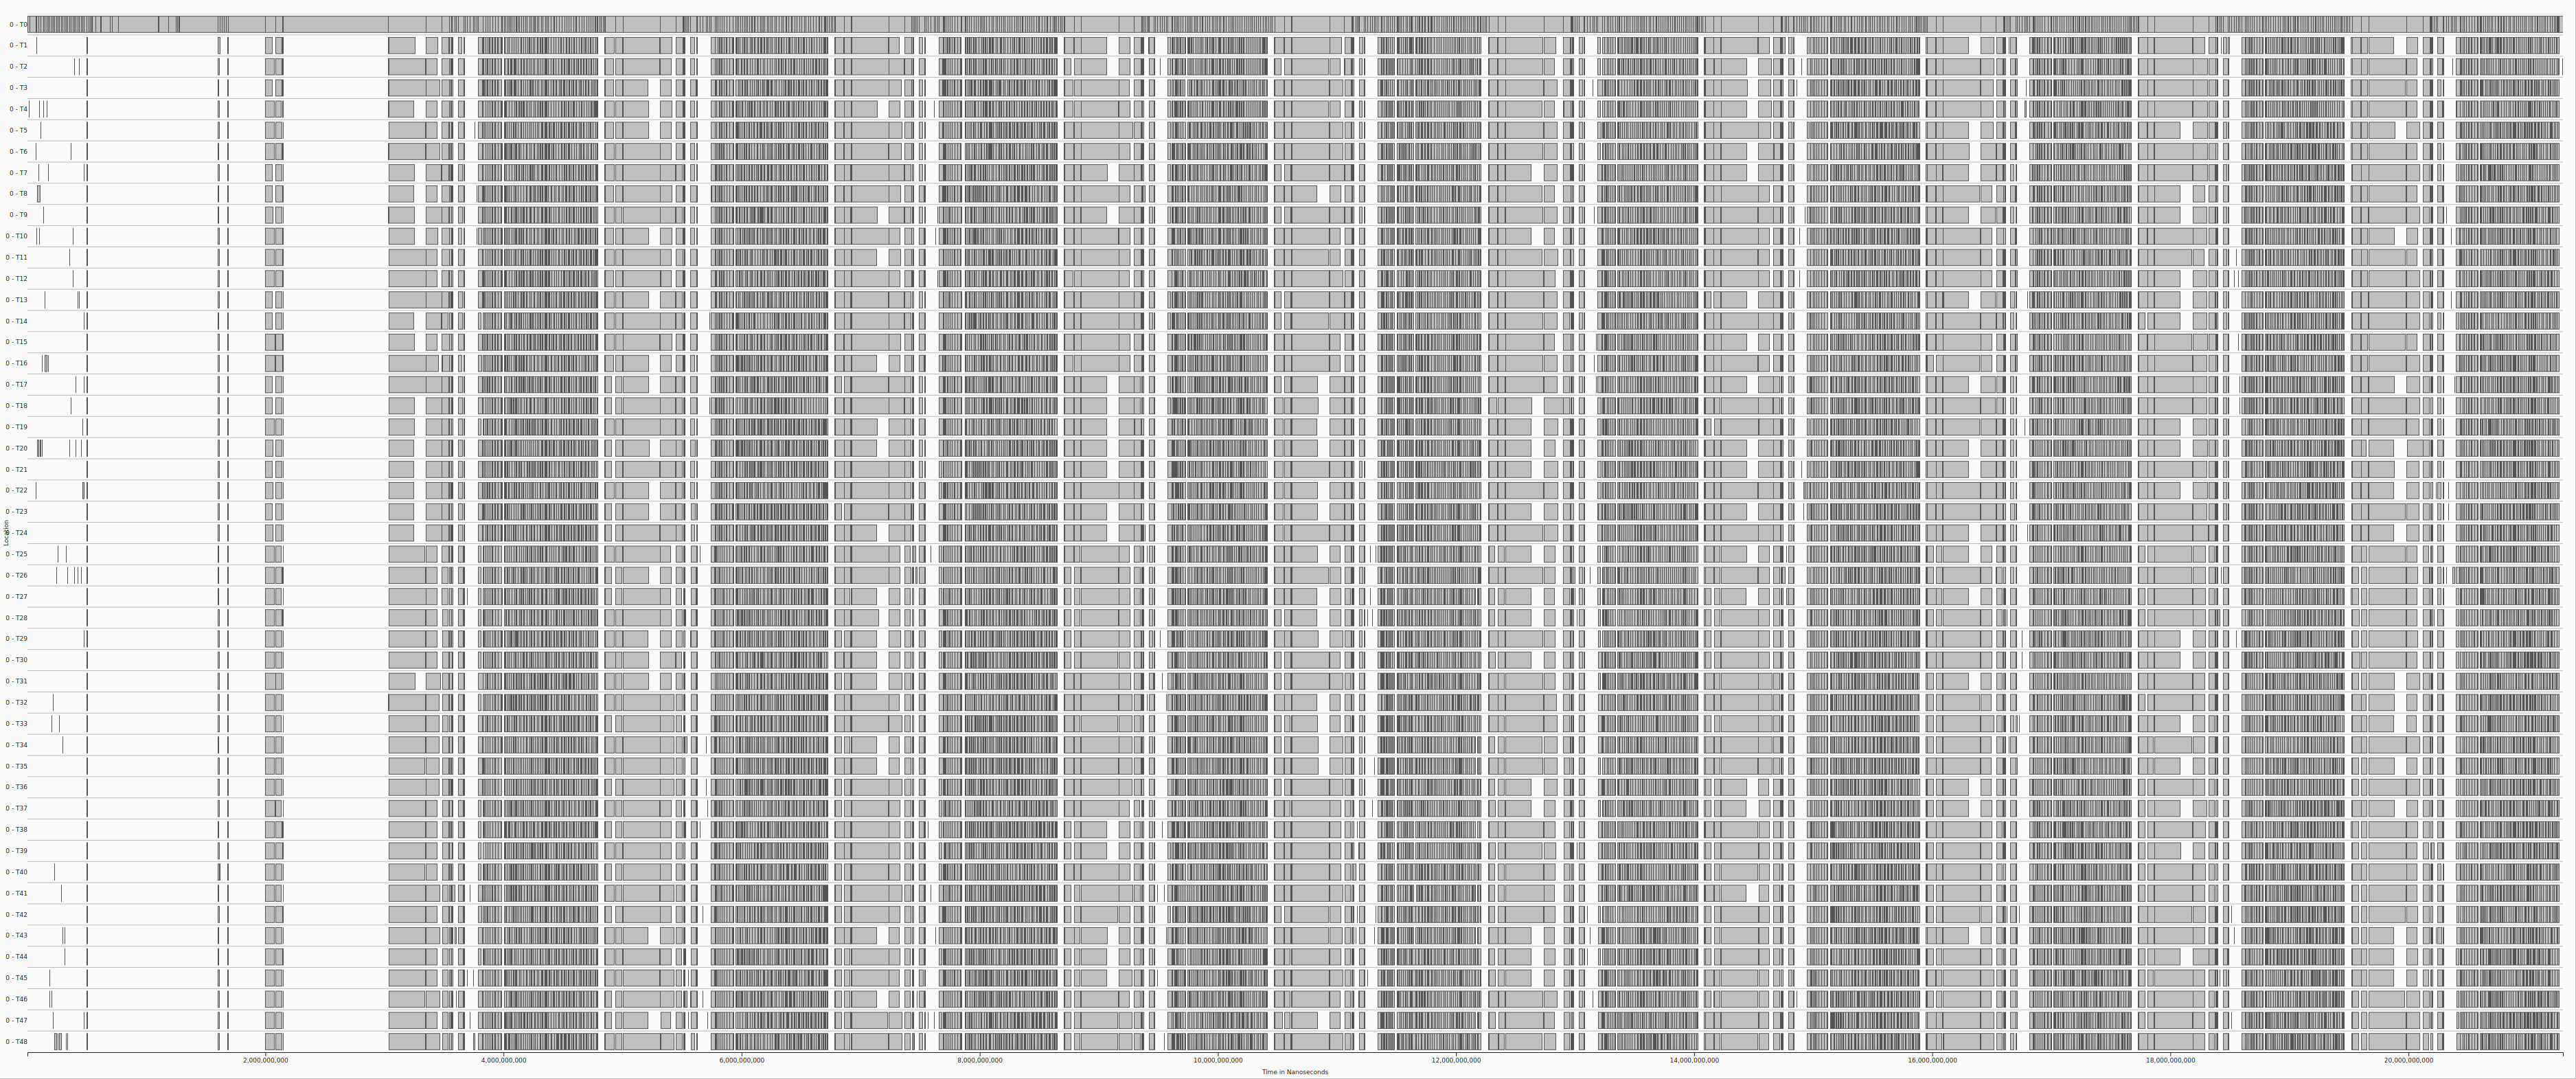 0 - T0
0 - T1
0 - T2
0 - T3
0 - T4
0 - T5
0 - T6
0 - T7
0 - T8
0 - T9
0 - T10
0 - T11
0 - T12
0 - T13
0 - T14
0 - T15
0 - T16
0 - T17
0 - T18
0 - T19
0 - T20
0 - T21
0 - T22
0 - T23
0 - T24
Location
0 - T25
0 - T26
0 - T27
0 - T28
0 - T29
0 - T30
0 - T31
0 - T32
0 - T33
0 - T34
0 - T35
0 - T36
0 - T37
0 - T38
0 - T39
0 - T40
0 - T41
0 - T42
0 - T43
0 - T44
0 - T45
0 - T46
0 - T47
0 - T48
2,000,000,000 4,000,000,000 6,000,000,000 8,000,000,000 10,000,000,000 12,000,000,000 14,000,000,000 16,000,000,000 18,000,000,000 20,000,000,000
Time in Nanoseconds